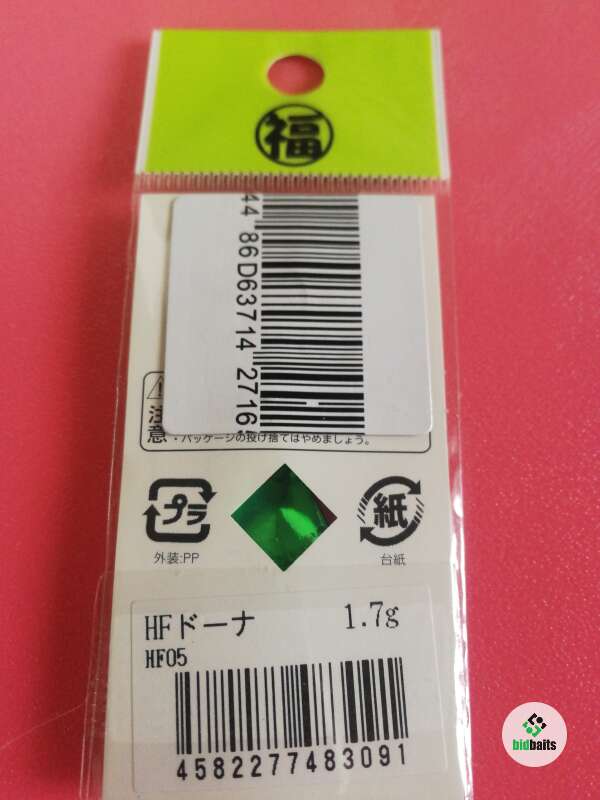 福
44 86D63714 2716
注
意
・パッケージの投げ捨てはやめましょう。
プラ
紙
外装:PP
台紙
HFドーナ 1.7g
HF05
4582277483091
bidbaits